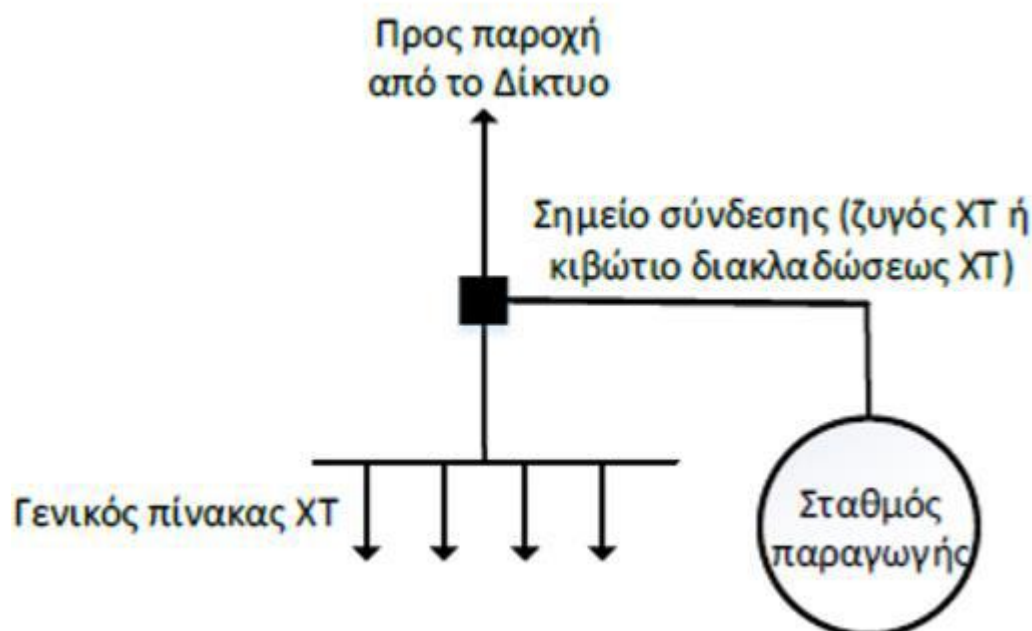 Προς παροχή
από το Δίκτυο
Σημείο σύνδεσης (ζυγός ΧΤ ή
κιβώτιο διακλαδώσεως ΧΤ)
Γενικός πίνακας ΧΤ
Σταθμός
παραγωγής